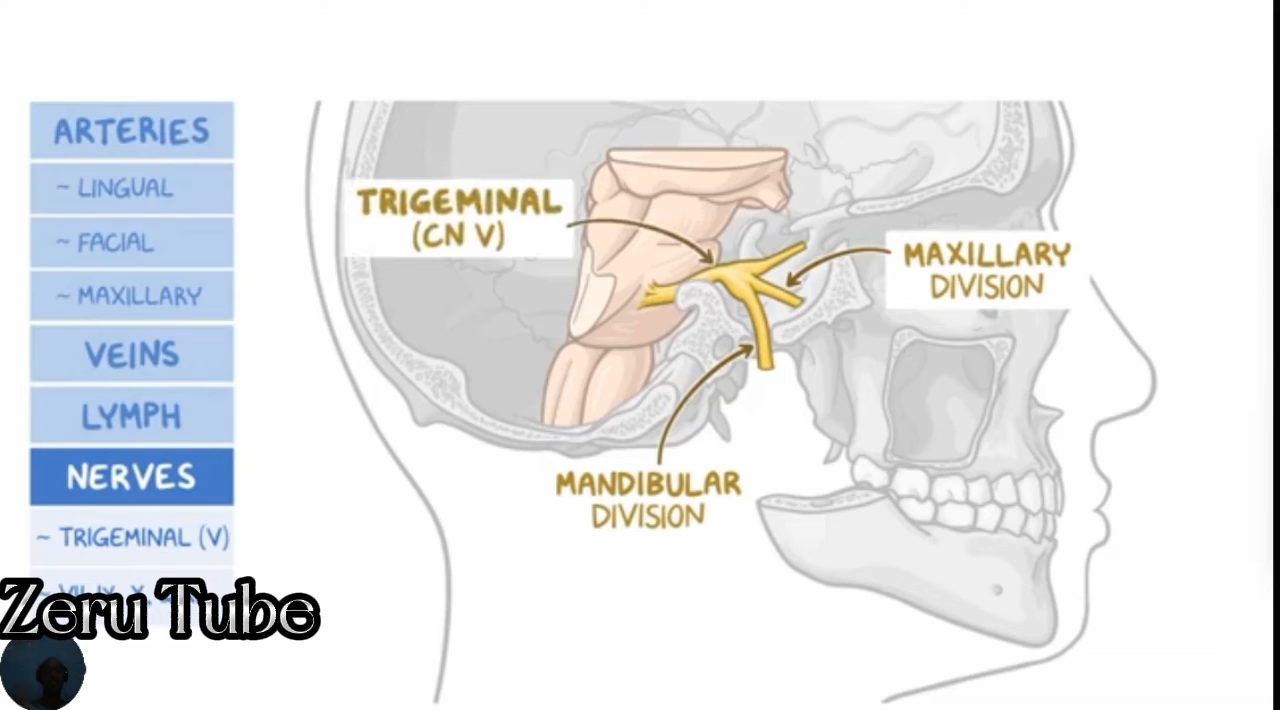 ARTERIES
~ LINGUAL
~ FACIAL
~ MAXILLARY
VEINS
LYMPH
NERVES
~ TRIGEMINAL (V)
Zeru Tube
TRIGEMINAL
(CN V)
MAXILLARY
DIVISION
MANDIBULAR
DIVISION